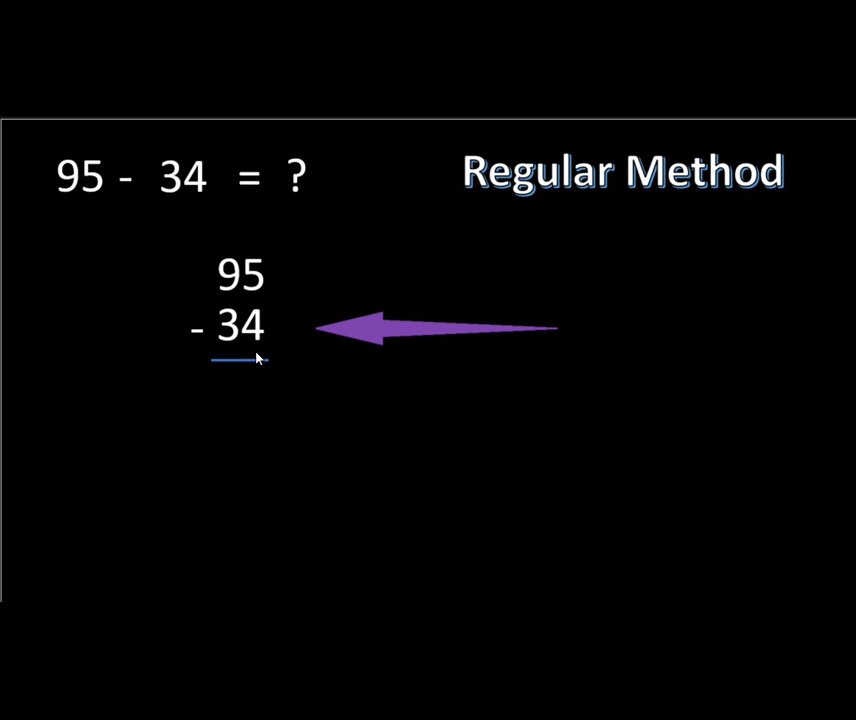 95 -  34  =  ?
Regular Method
95
- 34